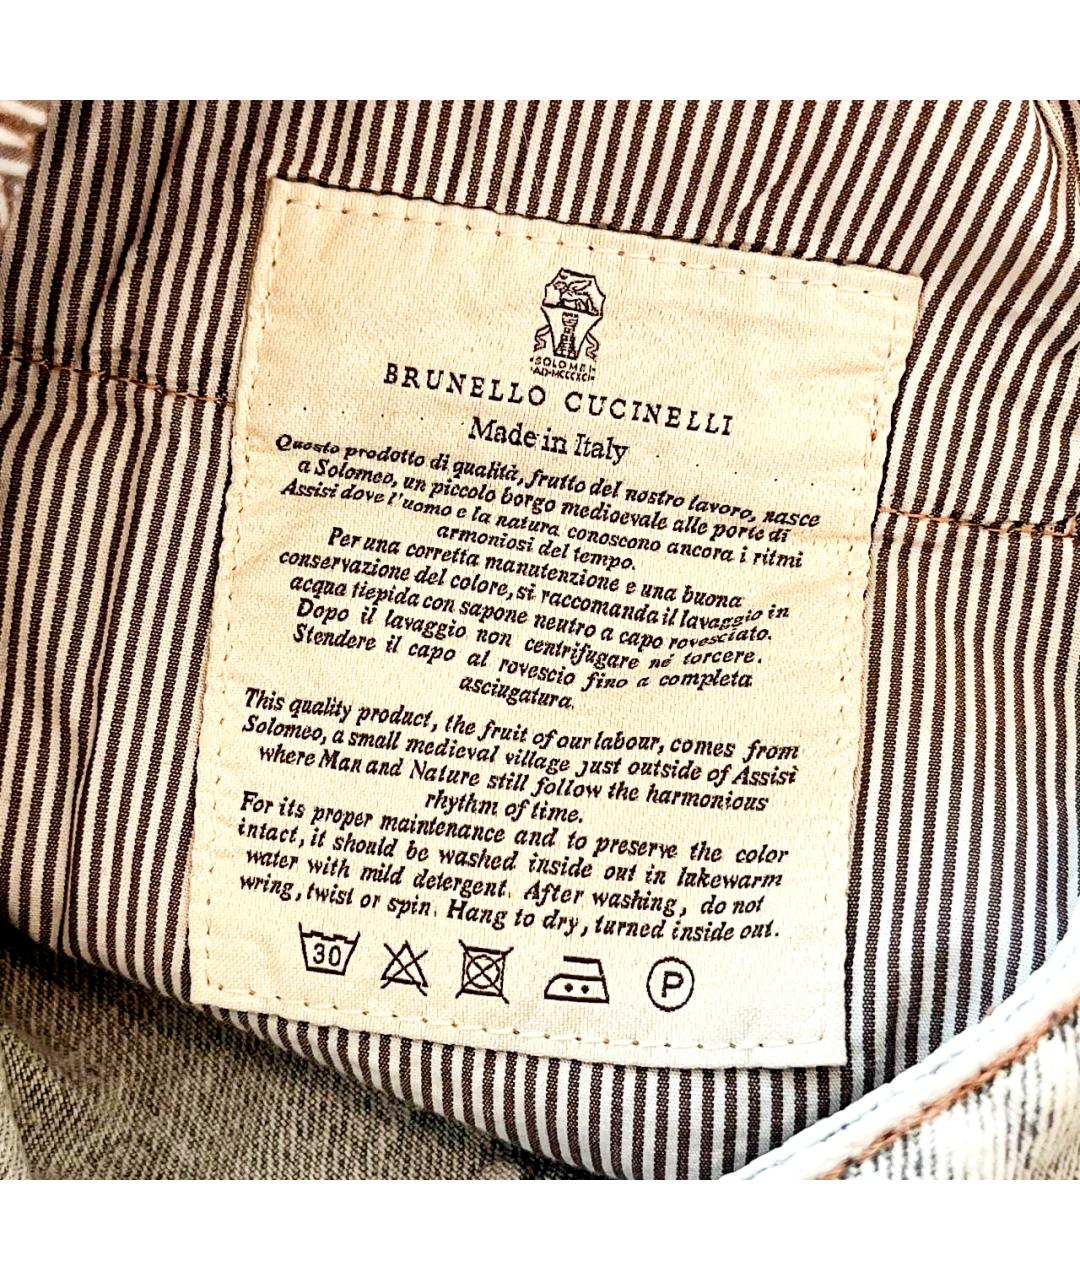 SOLOMEI
A·D·MCCCXCI
BRUNELLO CUCINELLI
Made in Italy
Questo prodotto di qualità, frutto del nostro lavoro, nasce
a Solomeo, un piccolo borgo medioevale alle porte di
Assisi dove l'uomo e la natura conoscono ancora i ritmi
armoniosi del tempo.
Per una corretta manutenzione e una buona
conservazione del colore, si raccomanda il lavaggio in
acqua tiepida con sapone neutro a capo rovesciato.
Dopo il lavaggio non centrifugare né torcere.
Stendere il capo al rovescio fino a completa
asciugatura.
This quality product, the fruit of our labour, comes from
Solomeo, a small medieval village just outside of Assisi
where Man and Nature still follow the harmonious
rhythm of time.
For its proper maintenance and to preserve the color
intact, it should be washed inside out in lukewarm
water with mild detergent. After washing, do not
wring, twist or spin. Hang to dry, turned inside out.
30 P